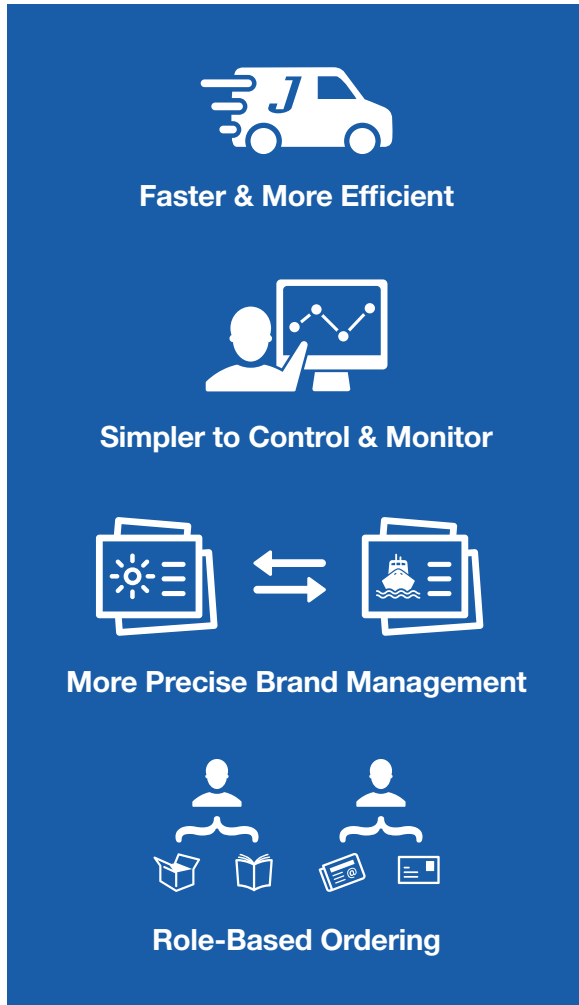 J
Faster & More Efficient
Simpler to Control & Monitor
More Precise Brand Management
@
Role-Based Ordering